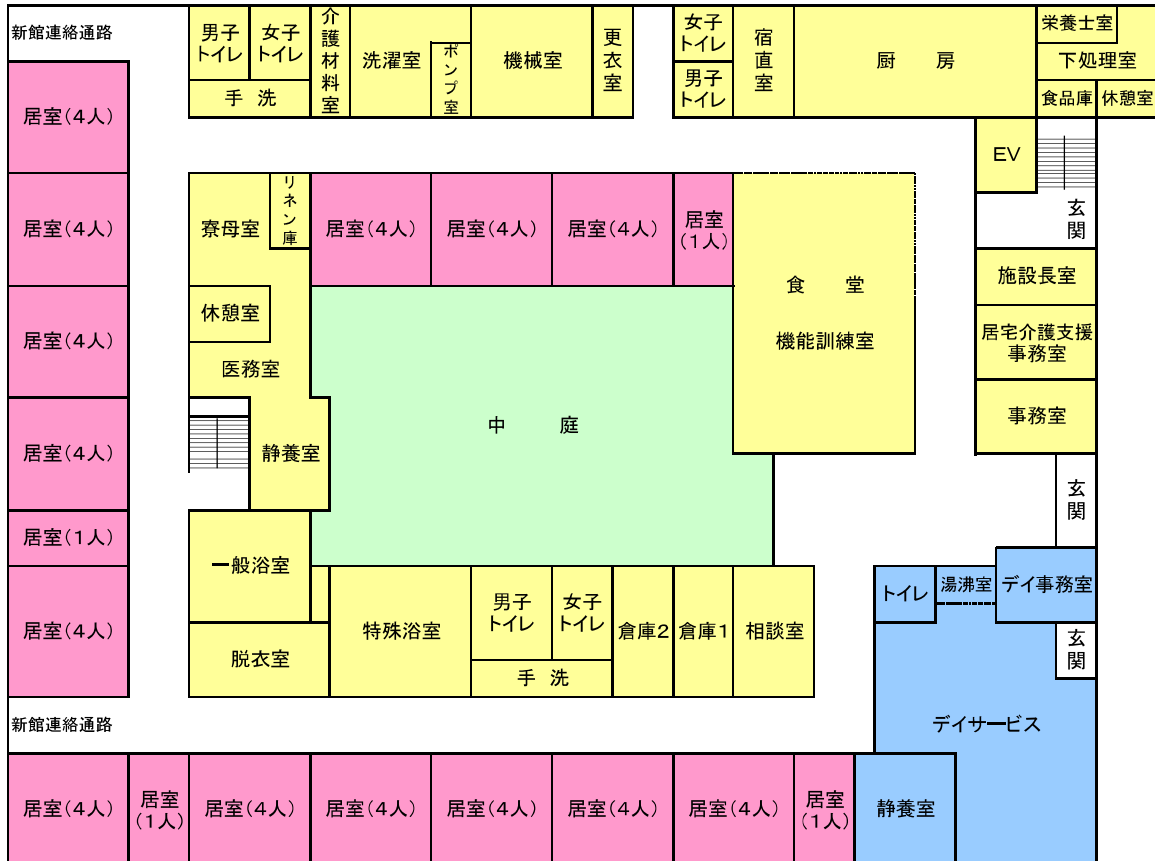 新館連絡通路
男子
トイレ
女子
トイレ
手 洗
介護材料室
洗濯室
ポンプ室
機械室
更衣室
女子
トイレ
男子
トイレ
宿直室
厨 房
栄養士室
下処理室
食品庫
休憩室
居室(4人)
EV
玄関
居室(4人)
寮母室
リネン庫
居室(4人)
居室(4人)
居室(4人)
居室
(1人)
食 堂
機能訓練室
施設長室
居宅介護支援
事務室
事務室
居室(4人)
休憩室
医務室
中 庭
居室(4人)
静養室
玄関
居室(1人)
一般浴室
居室(4人)
脱衣室
特殊浴室
男子
トイレ
女子
トイレ
手 洗
倉庫2
倉庫1
相談室
トイレ
湯沸室
デイ事務室
玄関
新館連絡通路
デイサービス
居室(4人)
居室
(1人)
居室(4人)
居室(4人)
居室(4人)
居室(4人)
居室(4人)
居室
(1人)
静養室